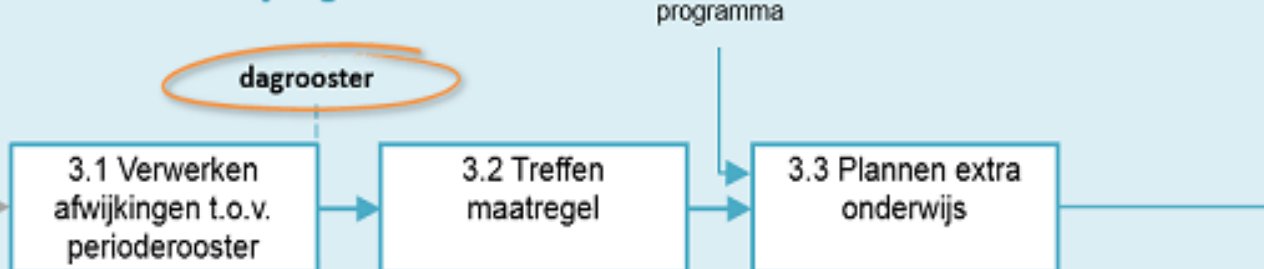 programma
dagrooster
3.1 Verwerken
afwijkingen t.o.v.
perioderooster
3.2 Treffen
maatregel
3.3 Plannen extra
onderwijs